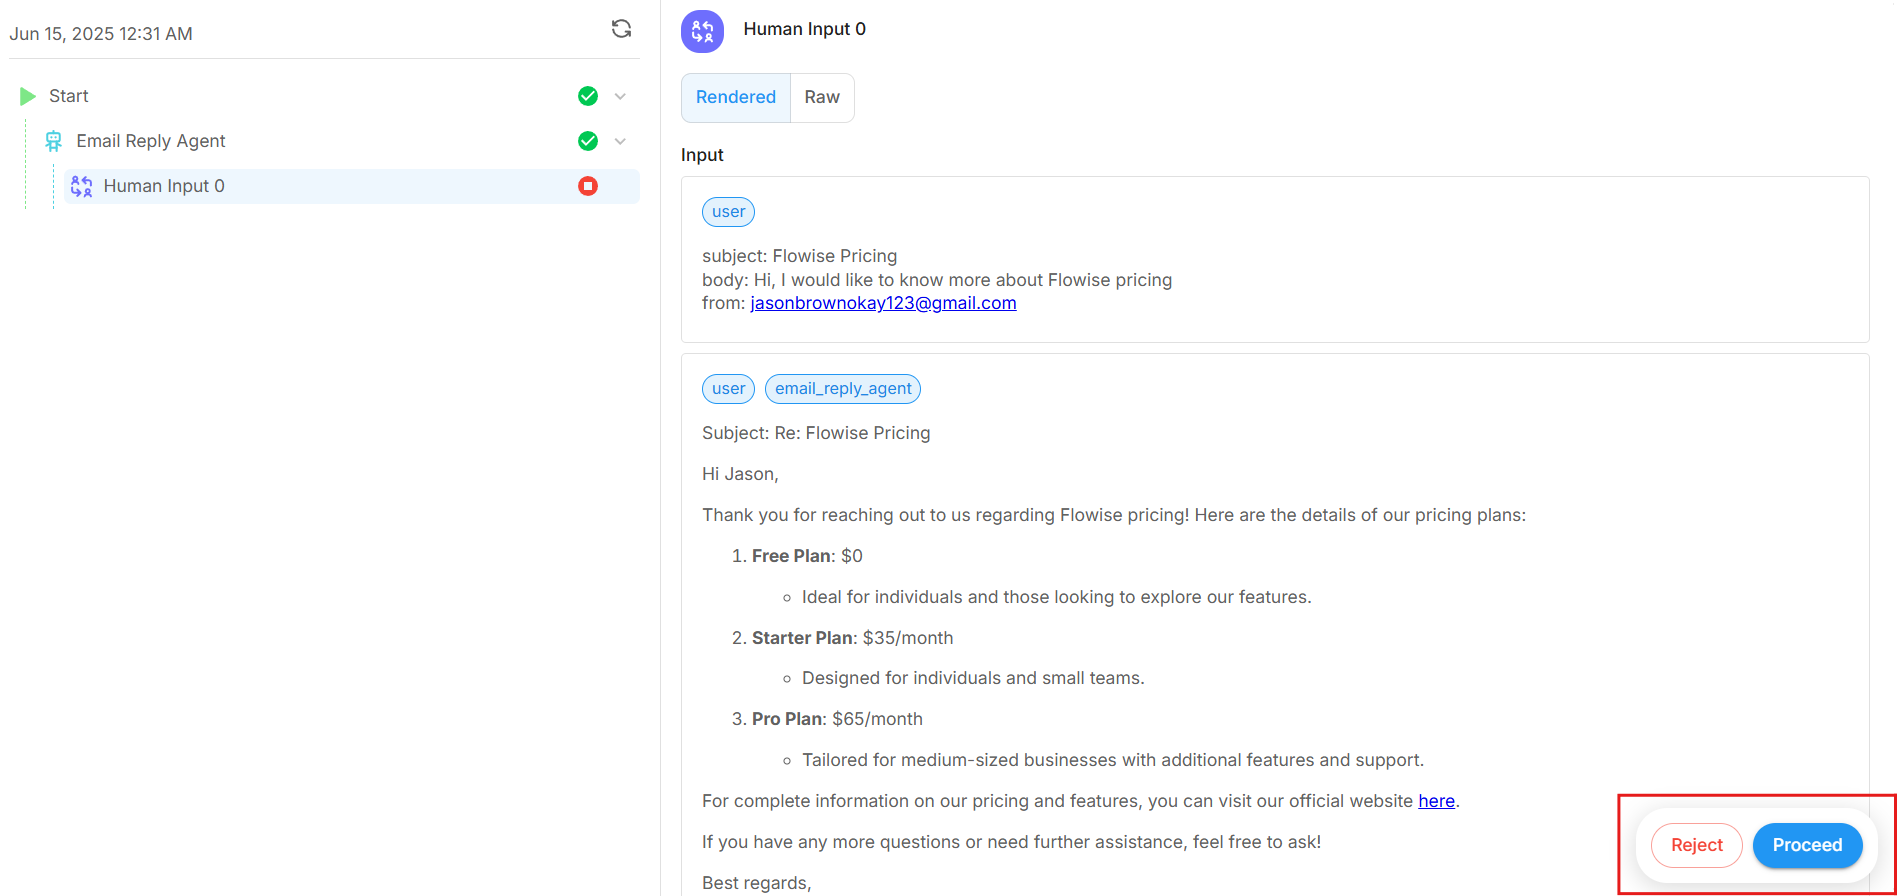 Jun 15, 2025 12:31 AM
Start
Email Reply Agent
Human Input 0
Human Input 0
Rendered
Raw
Input
user
subject: Flowise Pricing
body: Hi, I would like to know more about Flowise pricing
from: jasonbrownokay123@gmail.com
user email_reply_agent
Subject: Re: Flowise Pricing
Hi Jason,
Thank you for reaching out to us regarding Flowise pricing! Here are the details of our pricing plans:
1. Free Plan: $0
Ideal for individuals and those looking to explore our features.
2. Starter Plan: $35/month
Designed for individuals and small teams.
3. Pro Plan: $65/month
Tailored for medium-sized businesses with additional features and support.
For complete information on our pricing and features, you can visit our official website here.
If you have any more questions or need further assistance, feel free to ask!
Best regards,
Reject
Proceed